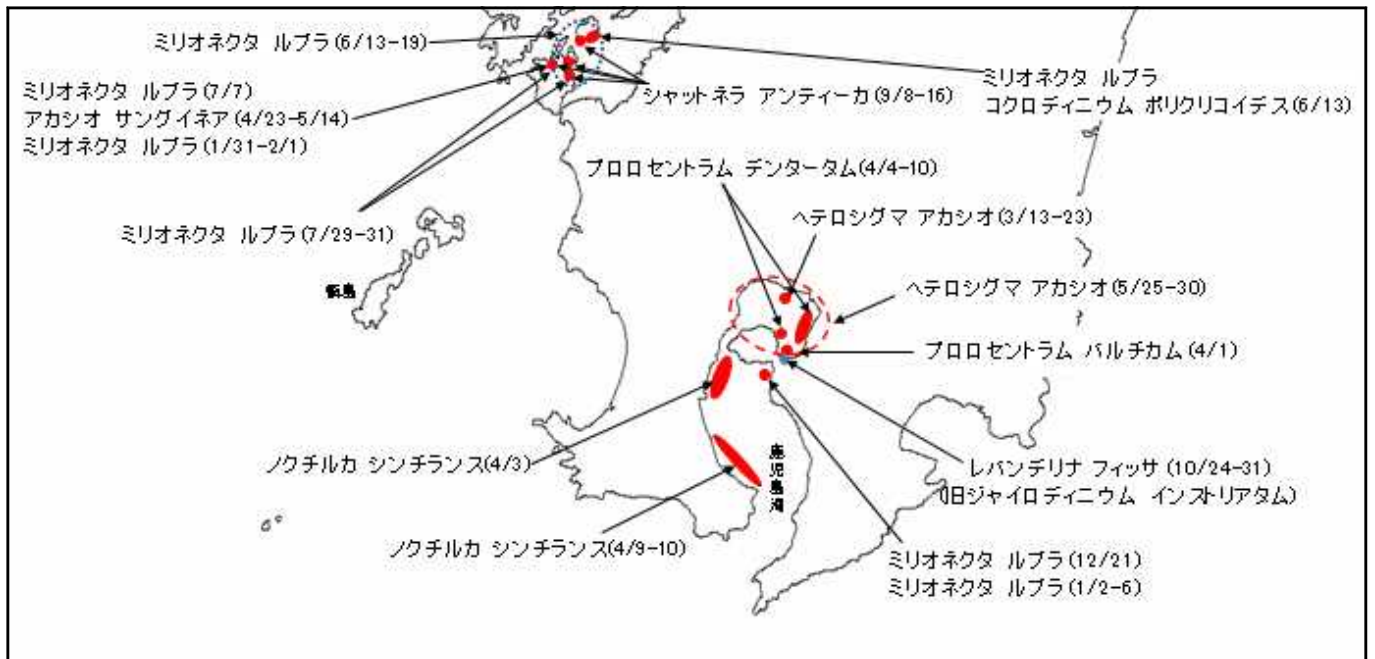 ミリオネクタ ルブラ(6/13-19)
ミリオネクタ ルブラ(7/7)
アカシオ サングイネア(4/23-5/14)
ミリオネクタ ルブラ(1/31-2/1)
シャットネラ アンティーカ(9/8-16)
ミリオネクタ ルブラ
コクロディニウム ポリクリコイデス(6/13)
ミリオネクタ ルブラ(7/29-31)
プロロセントラム デンタータム(4/4-10)
ヘテロシグマ アカシオ(3/13-23)
甑島
ヘテロシグマ アカシオ(5/25-30)
プロロセントラム バルチカム(4/1)
ノクチルカ シンチランス(4/3)
鹿児島湾
レバンデリナ フィッサ(10/24-31)
(旧ジャイロディニウム インストリアタム)
ノクチルカ シンチランス(4/9-10)
ミリオネクタ ルブラ(12/21)
ミリオネクタ ルブラ(1/2-6)